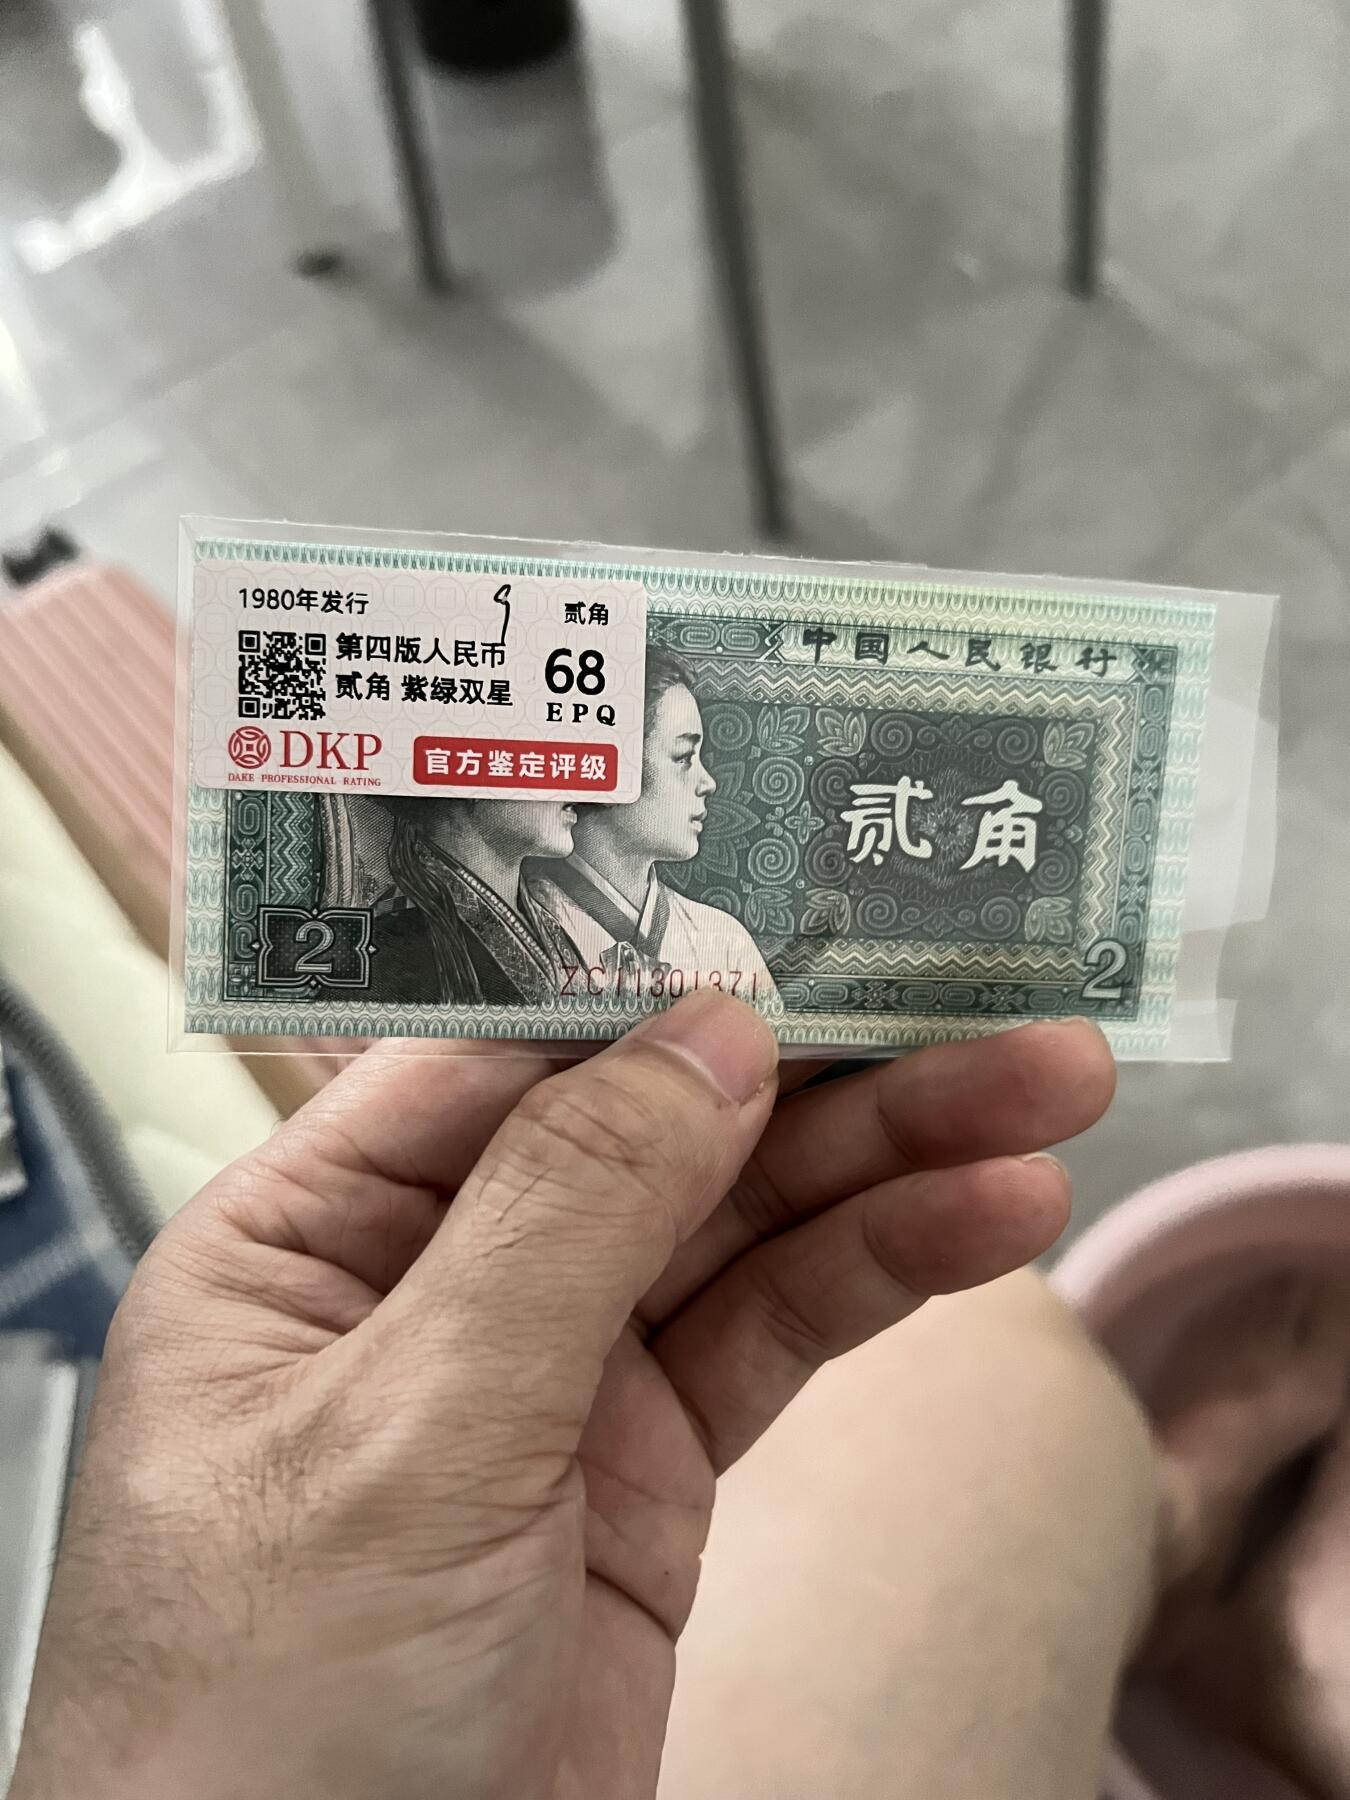 1980年发行 9 贰角
第四版人民币
贰角 紫绿双星
68
EPQ
DKP
DAKE PROFESSIONAL RATING
官方鉴定评级
中国人民银行
贰角
2
2
ZC11301371